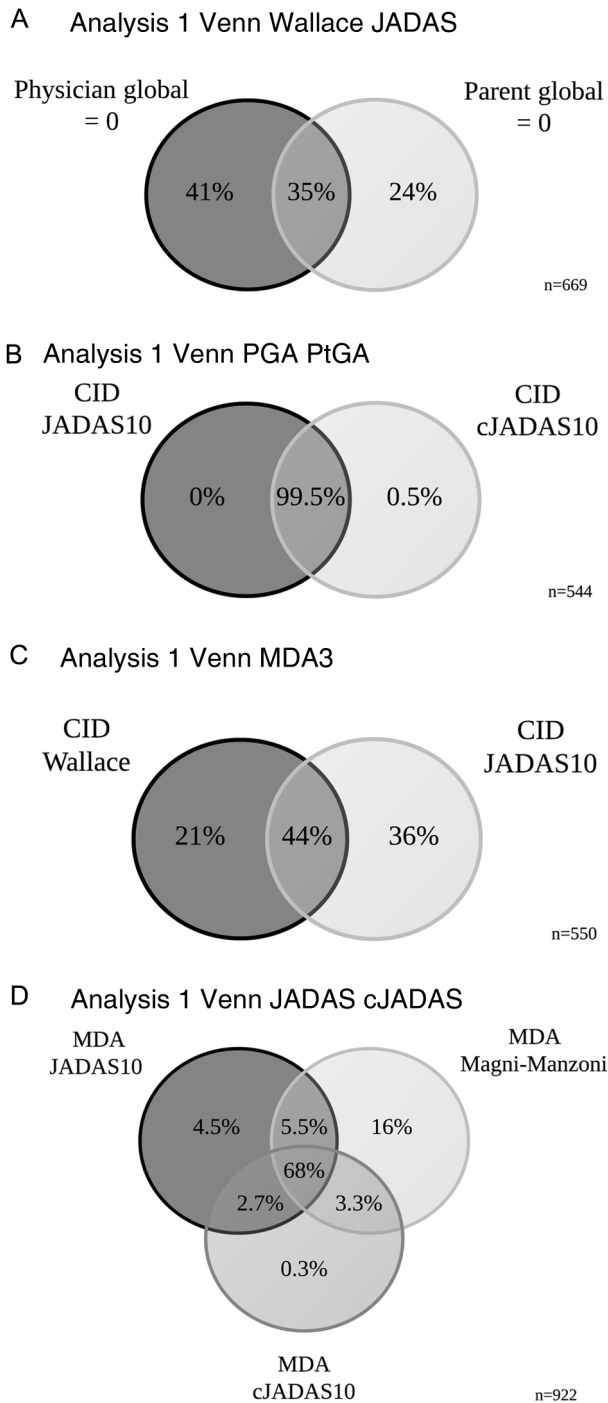 A Analysis 1 Venn Wallace JADAS
Physician global
= 0
Parent global
= 0
41% 35% 24%
n=669
B Analysis 1 Venn PGA PtGA
CID
JADAS10
CID
cJADAS10
0% 99.5% 0.5%
n=544
C Analysis 1 Venn MDA3
CID
Wallace
CID
JADAS10
21% 44% 36%
n=550
D Analysis 1 Venn JADAS cJADAS
MDA
JADAS10
MDA
Magni-Manzoni
4.5% 5.5% 16%
68%
2.7% 3.3%
0.3%
MDA
cJADAS10
n=922